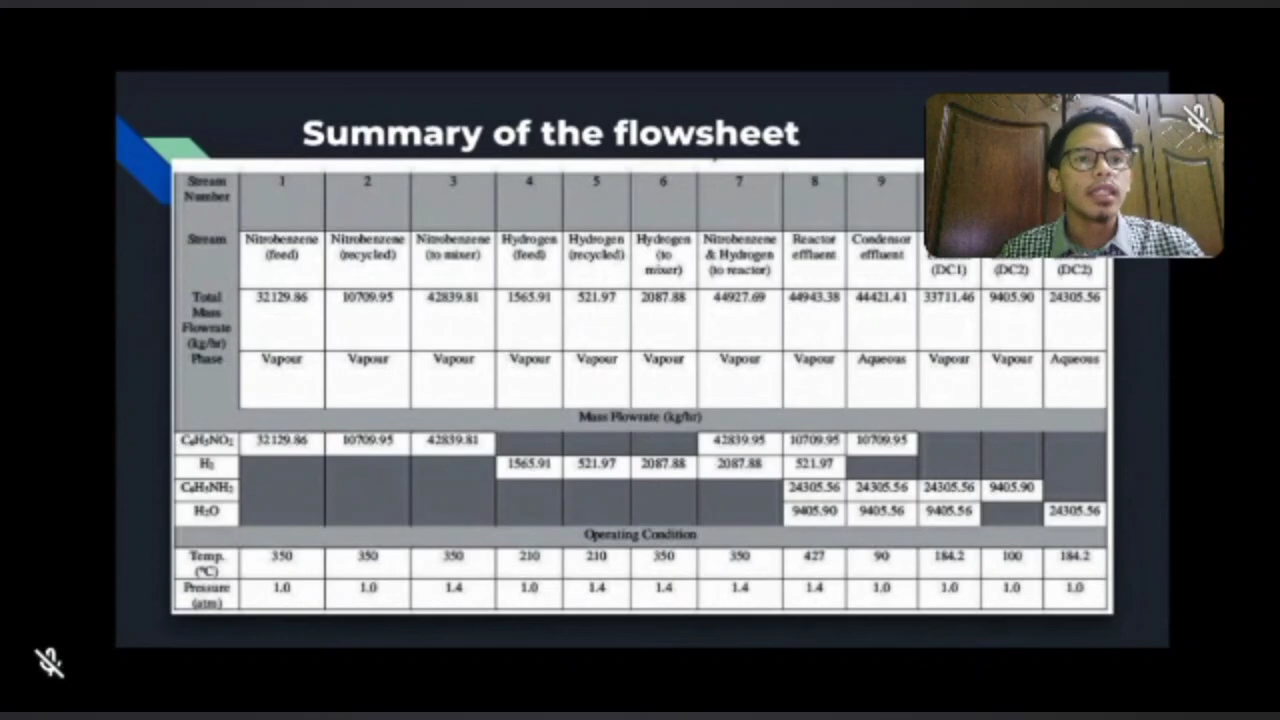 Summary of the flowsheet
Stream Number 1 2 3 4 5 6 7 8 9
Stream Nitrobenzene (feed) Nitrobenzene (recycled) Nitrobenzene (to mixer) Hydrogen (feed) Hydrogen (recycled) Hydrogen (to mixer) Nitrobenzene & Hydrogen (to reactor) Reactor effluent Condensor effluent (DC1) (DC2) (DC2)
Total Mass Flowrate (kg/hr) 32129.86 10709.95 42839.81 1565.91 521.97 2087.88 44927.69 44943.38 44421.41 33711.46 9405.90 24305.56
Phase Vapour Vapour Vapour Vapour Vapour Vapour Vapour Vapour Aqueous Vapour Vapour Aqueous
Mass Flowrate (kg/hr)
C₆H₅NO₂ 32129.86 10709.95 42839.81 42839.95 10709.95 10709.95
H₂ 1565.91 521.97 2087.88 2087.88 521.97
C₆H₅NH₂ 24305.56 24305.56 24305.56 9405.90
H₂O 9405.90 9405.56 9405.56 24305.56
Operating Condition
Temp. (°C) 350 350 350 210 210 350 350 427 90 184.2 100 184.2
Pressure (atm) 1.0 1.0 1.4 1.0 1.4 1.4 1.4 1.4 1.0 1.0 1.0 1.0